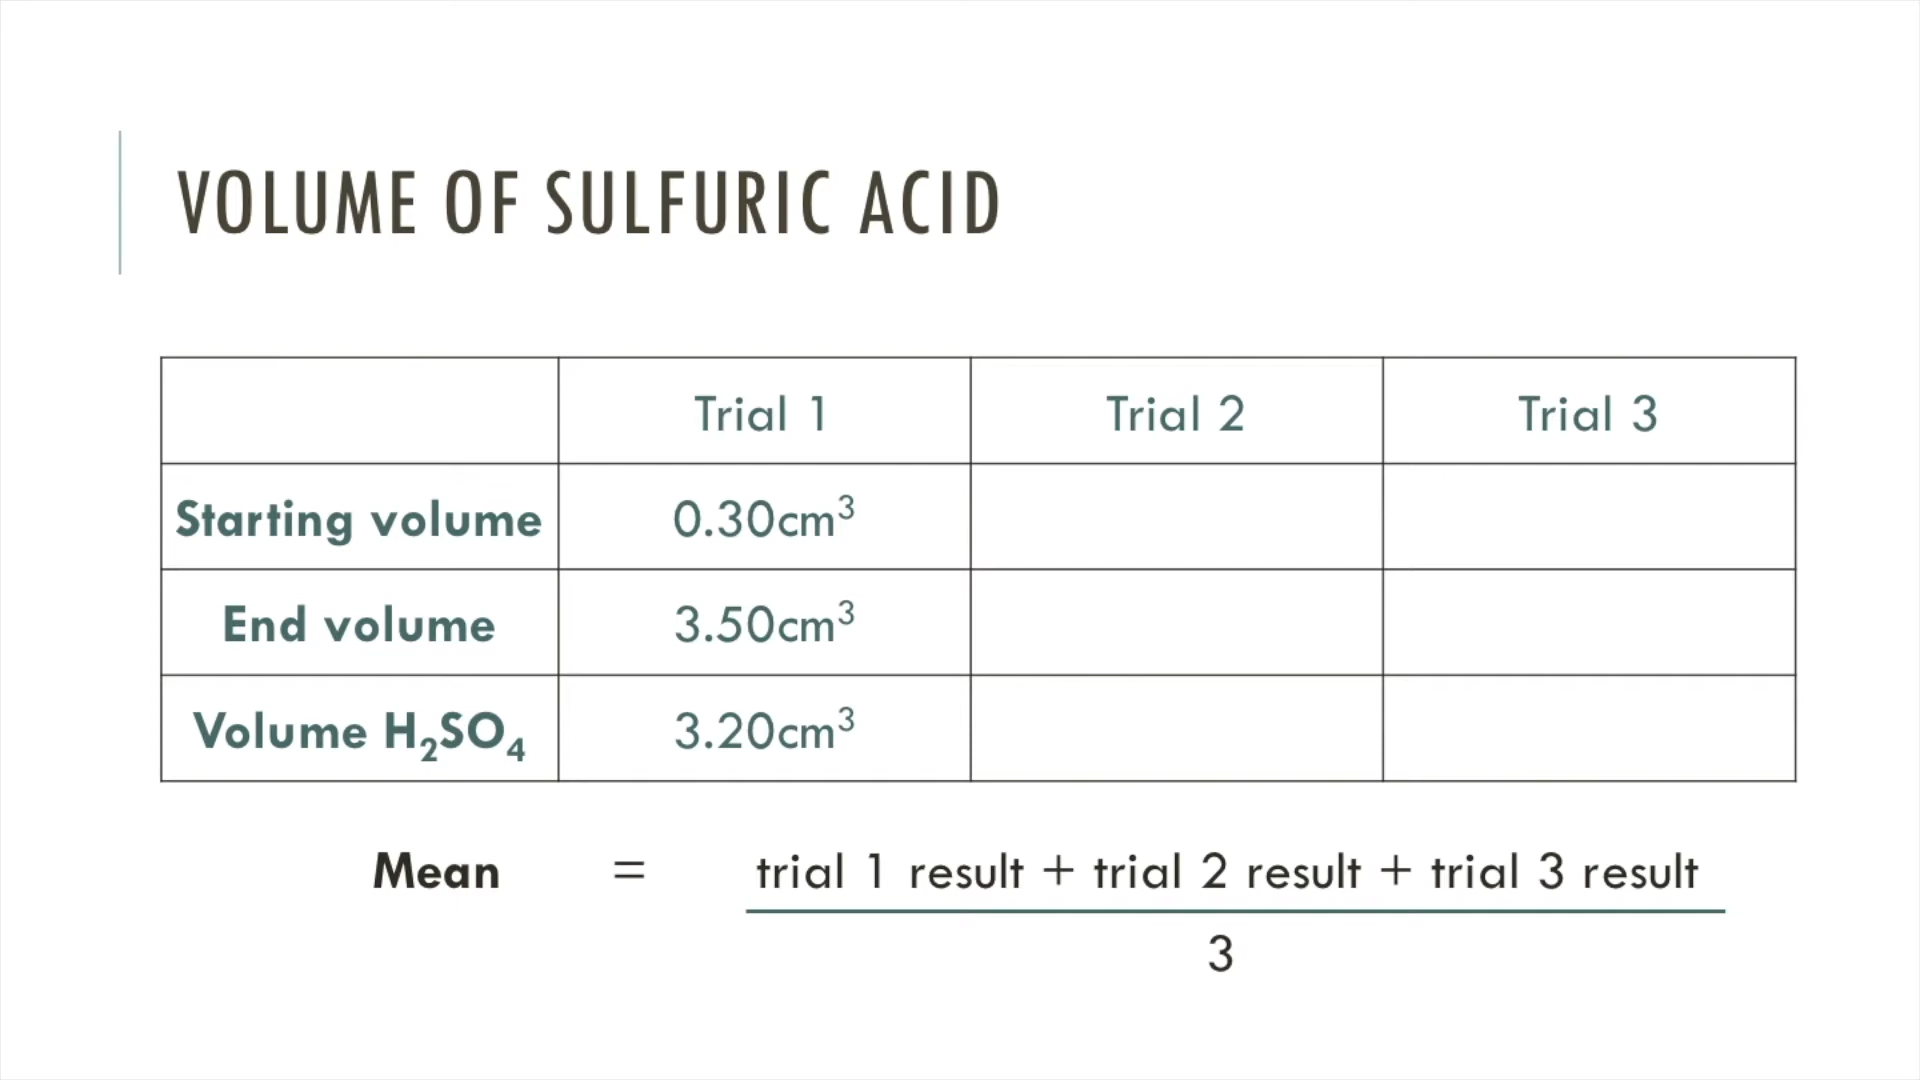 VOLUME OF SULFURIC ACID
Trial 1 Trial 2 Trial 3
Starting volume 0.30cm³
End volume 3.50cm³
Volume H₂SO₄ 3.20cm³
Mean = trial 1 result + trial 2 result + trial 3 result
3